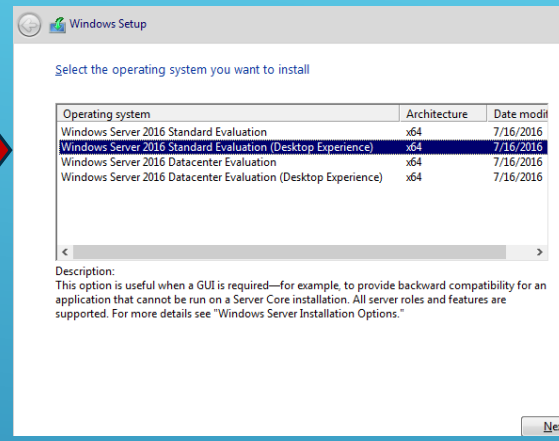 Windows Setup
Select the operating system you want to install
Operating system Architecture Date modif
Windows Server 2016 Standard Evaluation x64 7/16/2016
Windows Server 2016 Standard Evaluation (Desktop Experience) x64 7/16/2016
Windows Server 2016 Datacenter Evaluation x64 7/16/2016
Windows Server 2016 Datacenter Evaluation (Desktop Experience) x64 7/16/2016
Description:
This option is useful when a GUI is required—for example, to provide backward compatibility for an
application that cannot be run on a Server Core installation. All server roles and features are
supported. For more details see "Windows Server Installation Options."
Ne